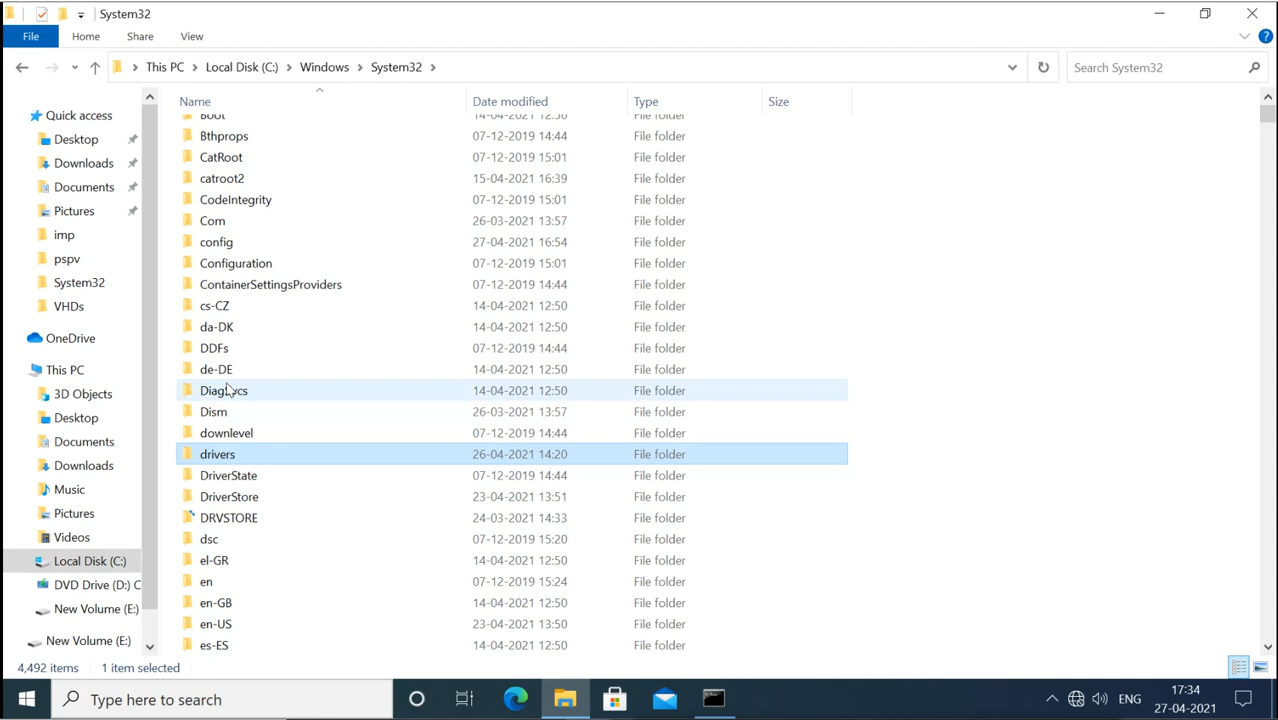 System32
File Home Share View
This PC Local Disk (C:) Windows System32 Search System32
Name Date modified Type Size
Quick access
Desktop
Downloads
Documents
Pictures
imp
pspv
System32
VHDs
OneDrive
This PC
3D Objects
Desktop
Documents
Downloads
Music
Pictures
Videos
Local Disk (C:)
DVD Drive (D:) C
New Volume (E:)
New Volume (E:)
Boot 14-04-2021 12:50 File folder
Bthprops 07-12-2019 14:44 File folder
CatRoot 07-12-2019 15:01 File folder
catroot2 15-04-2021 16:39 File folder
CodeIntegrity 07-12-2019 15:01 File folder
Com 26-03-2021 13:57 File folder
config 27-04-2021 16:54 File folder
Configuration 07-12-2019 15:01 File folder
ContainerSettingsProviders 07-12-2019 14:44 File folder
cs-CZ 14-04-2021 12:50 File folder
da-DK 14-04-2021 12:50 File folder
DDFs 07-12-2019 14:44 File folder
de-DE 14-04-2021 12:50 File folder
14-04-2021 12:50 File folder
Dism 26-03-2021 13:57 File folder
downlevel 07-12-2019 14:44 File folder
drivers 26-04-2021 14:20 File folder
DriverState 07-12-2019 14:44 File folder
DriverStore 23-04-2021 13:51 File folder
DRVSTORE 24-03-2021 14:33 File folder
dsc 07-12-2019 15:20 File folder
el-GR 14-04-2021 12:50 File folder
en 07-12-2019 15:24 File folder
en-GB 14-04-2021 12:50 File folder
en-US 23-04-2021 13:50 File folder
es-ES 14-04-2021 12:50 File folder
4,492 items 1 item selected
Type here to search
ENG
17:34
27-04-2021